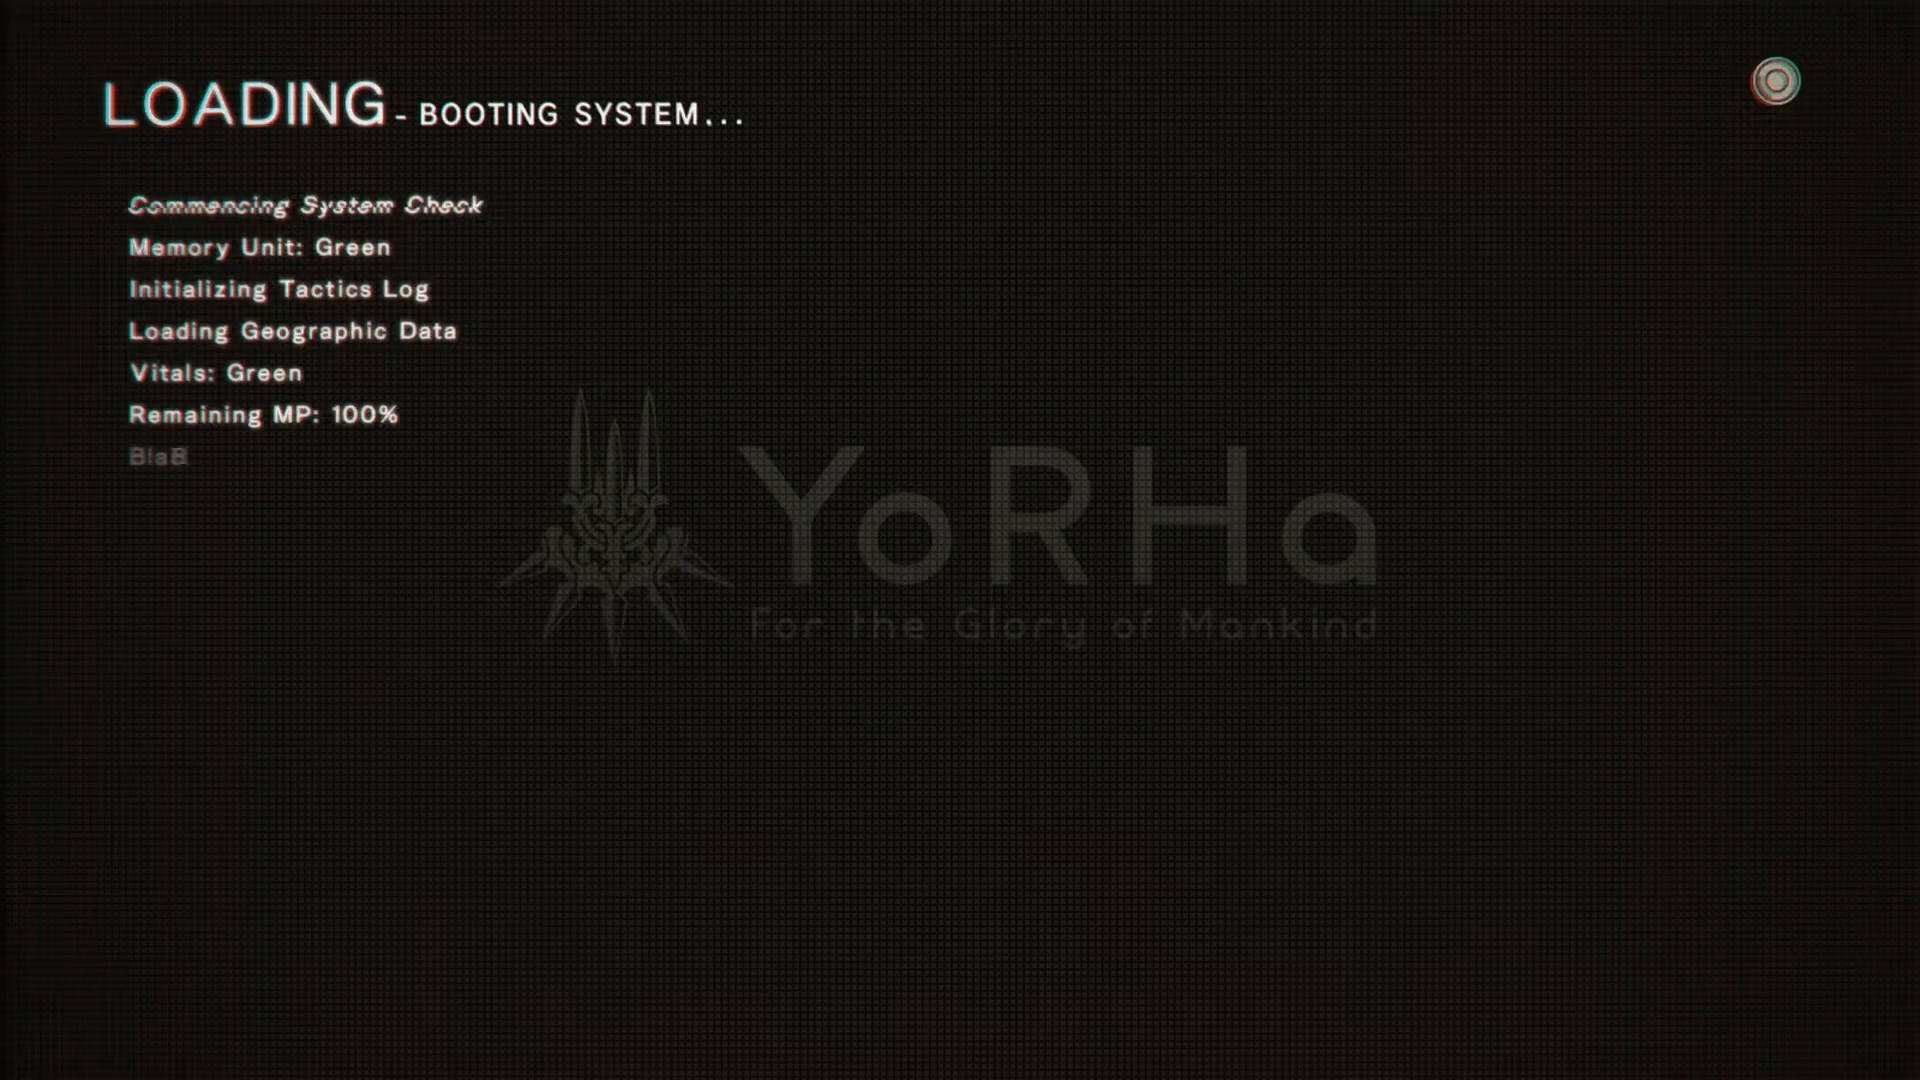 LOADING - BOOTING SYSTEM...
Commencing System Check
Memory Unit: Green
Initializing Tactics Log
Loading Geographic Data
Vitals: Green
Remaining MP: 100%
YoRHa
For the Glory of Mankind